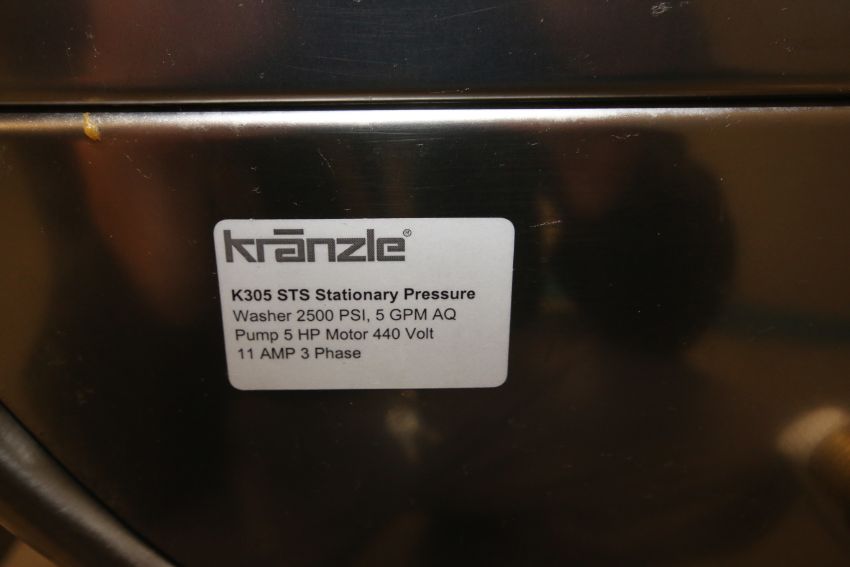 kränzle®
K305 STS Stationary Pressure
Washer 2500 PSI, 5 GPM AQ
Pump 5 HP Motor 440 Volt
11 AMP 3 Phase